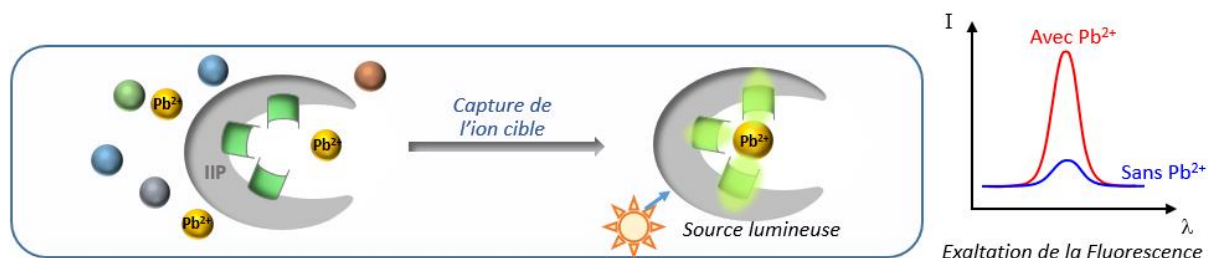 Pb²⁺
Pb²⁺
Pb²⁺
IIP
Capture de
l'ion cible
Pb²⁺
Source lumineuse
I
Avec Pb²⁺
Sans Pb²⁺
λ
Exaltation de la Fluorescence